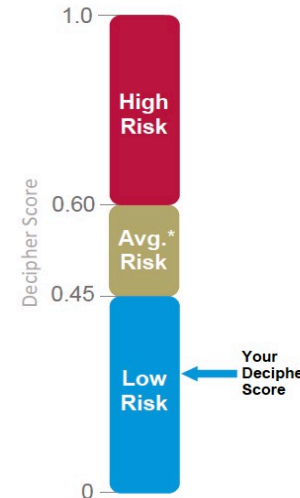 1.0
High
Risk
Decipher Score
0.60
Avg.*
Risk
0.45
Low
Risk
Your
Deciphe
Score
0